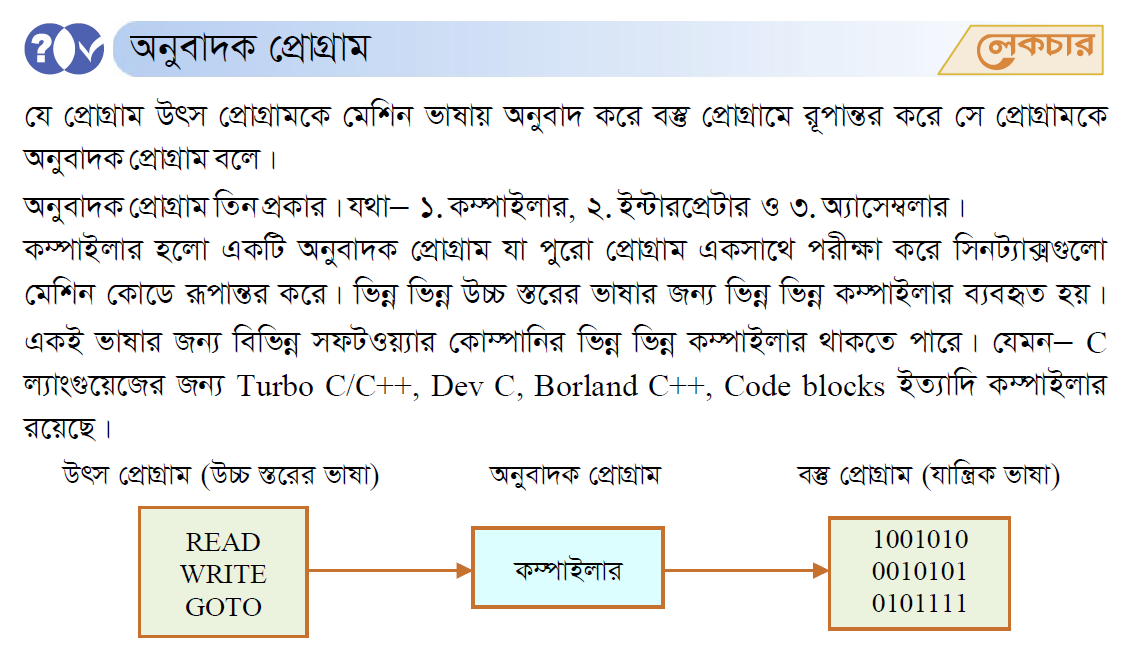 অনুবাদক প্রোগ্রাম
লেকচার
যে প্রোগ্রাম উৎস প্রোগ্রামকে মেশিন ভাষায় অনুবাদ করে বস্তু প্রোগ্রামে রূপান্তর করে সে প্রোগ্রামকে
অনুবাদক প্রোগ্রাম বলে।
অনুবাদক প্রোগ্রাম তিন প্রকার। যথা– ১. কম্পাইলার, ২. ইন্টারপ্রেটার ও ৩. অ্যাসেম্বলার।
কম্পাইলার হলো একটি অনুবাদক প্রোগ্রাম যা পুরো প্রোগ্রাম একসাথে পরীক্ষা করে সিনট্যাক্সগুলো
মেশিন কোডে রূপান্তর করে। ভিন্ন ভিন্ন উচ্চ স্তরের ভাষার জন্য ভিন্ন ভিন্ন কম্পাইলার ব্যবহৃত হয়।
একই ভাষার জন্য বিভিন্ন সফটওয়্যার কোম্পানির ভিন্ন ভিন্ন কম্পাইলার থাকতে পারে। যেমন– C
ল্যাংগুয়েজের জন্য Turbo C/C++, Dev C, Borland C++, Code blocks ইত্যাদি কম্পাইলার
রয়েছে।
উৎস প্রোগ্রাম (উচ্চ স্তরের ভাষা) অনুবাদক প্রোগ্রাম বস্তু প্রোগ্রাম (যান্ত্রিক ভাষা)
READ
WRITE
GOTO
কম্পাইলার
1001010
0010101
0101111